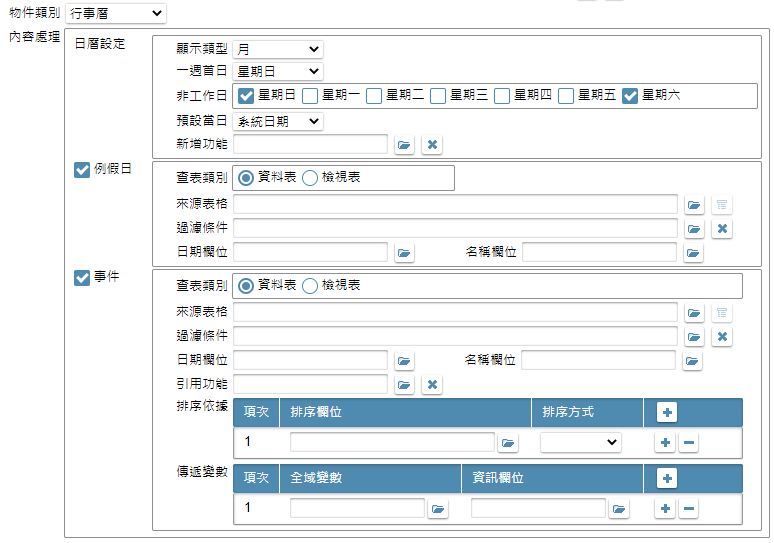 物件類別 行事曆
內容處理 日曆設定
顯示類型 月
一週首日 星期日
非工作日 星期日 星期一 星期二 星期三 星期四 星期五 星期六
預設當日 系統日期
新增功能
例假日 查表類別 資料表 檢視表
來源表格
過濾條件
日期欄位 名稱欄位
事件 查表類別 資料表 檢視表
來源表格
過濾條件
日期欄位 名稱欄位
引用功能
排序依據 項次 排序欄位 排序方式
1
傳遞變數 項次 全域變數 資訊欄位
1